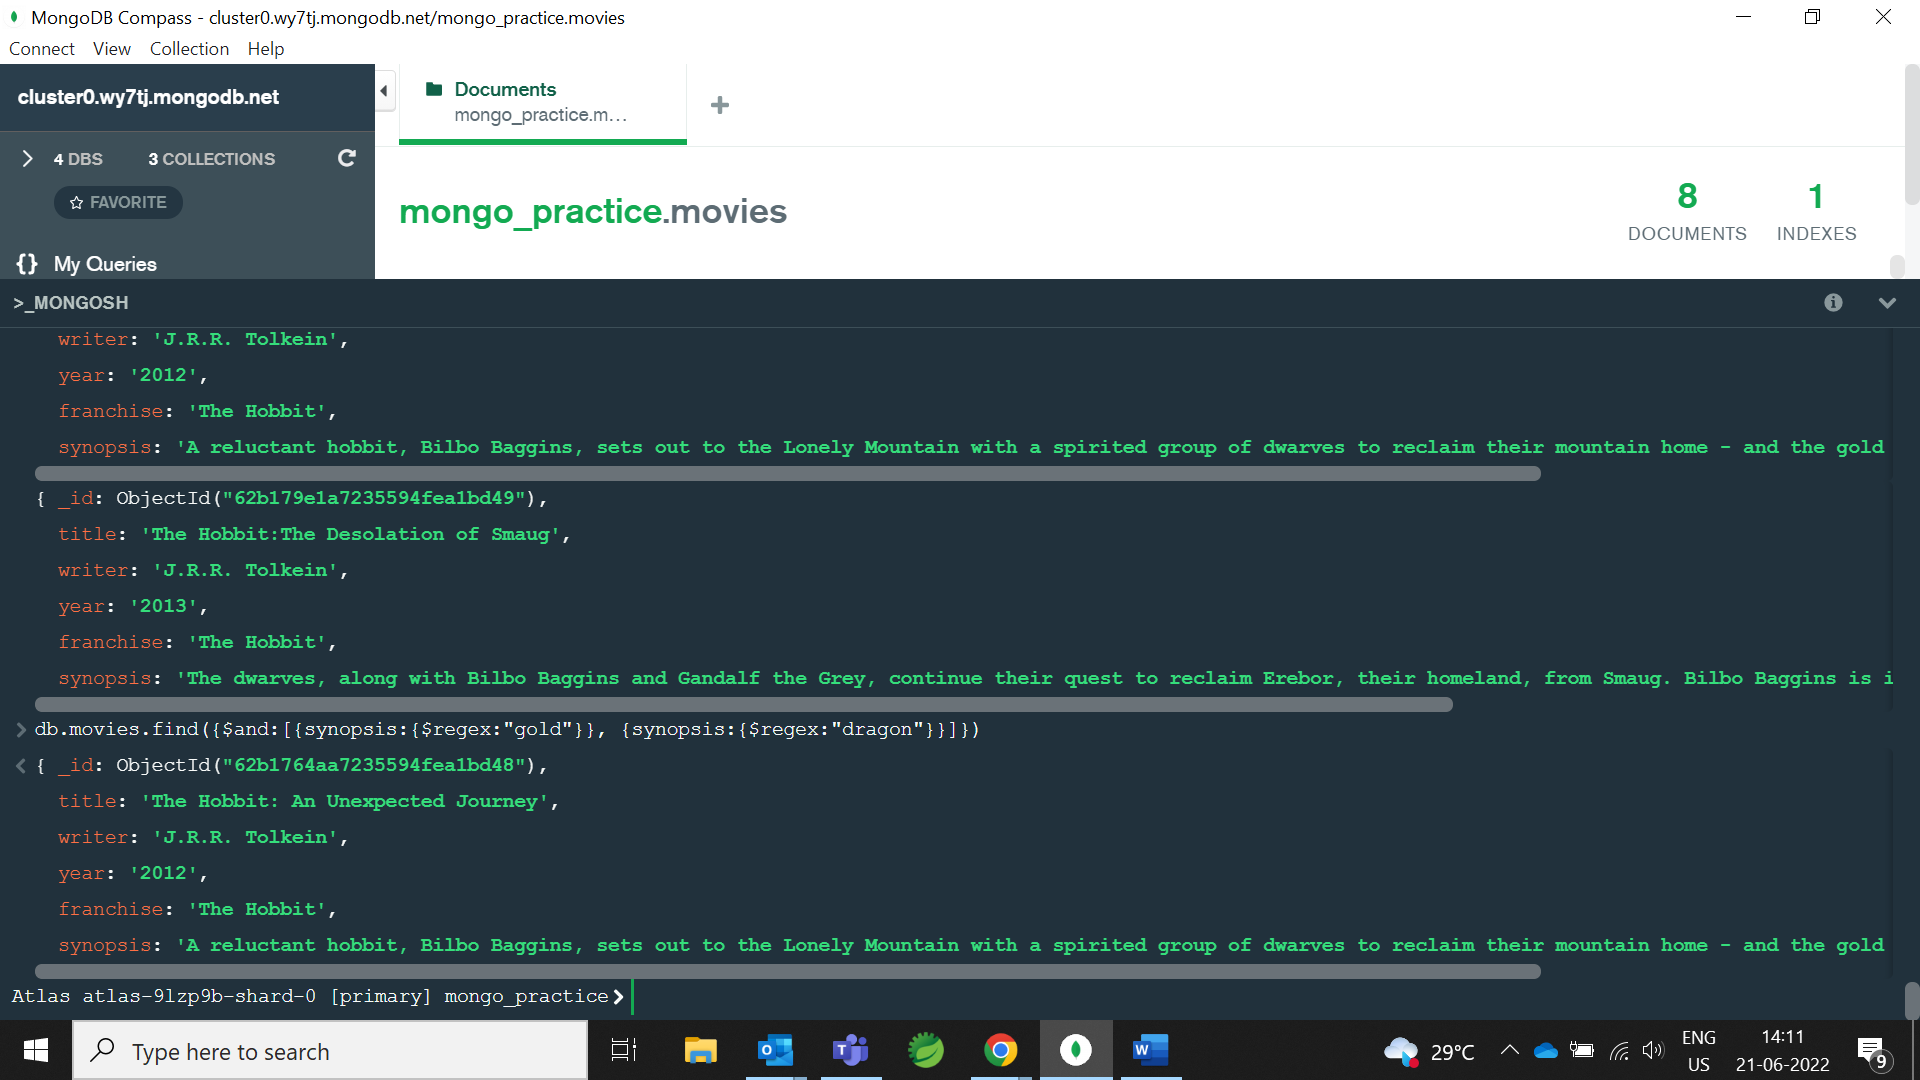 MongoDB Compass - cluster0.wy7tj.mongodb.net/mongo_practice.movies
Connect View Collection Help
cluster0.wy7tj.mongodb.net
Documents
mongo_practice.m...
4 DBS 3 COLLECTIONS
FAVORITE
{} My Queries
mongo_practice.movies
8
DOCUMENTS
1
INDEXES
>_MONGOSH
writer: 'J.R.R. Tolkein',
year: '2012',
franchise: 'The Hobbit',
synopsis: 'A reluctant hobbit, Bilbo Baggins, sets out to the Lonely Mountain with a spirited group of dwarves to reclaim their mountain home - and the gold
{ _id: ObjectId("62b179e1a7235594fea1bd49"),
title: 'The Hobbit:The Desolation of Smaug',
writer: 'J.R.R. Tolkein',
year: '2013',
franchise: 'The Hobbit',
synopsis: 'The dwarves, along with Bilbo Baggins and Gandalf the Grey, continue their quest to reclaim Erebor, their homeland, from Smaug. Bilbo Baggins is i
> db.movies.find({$and:[{synopsis:{$regex:"gold"}}, {synopsis:{$regex:"dragon"}}]})
< { _id: ObjectId("62b1764aa7235594fea1bd48"),
title: 'The Hobbit: An Unexpected Journey',
writer: 'J.R.R. Tolkein',
year: '2012',
franchise: 'The Hobbit',
synopsis: 'A reluctant hobbit, Bilbo Baggins, sets out to the Lonely Mountain with a spirited group of dwarves to reclaim their mountain home - and the gold
Atlas atlas-9lzp9b-shard-0 [primary] mongo_practice>
Type here to search
29°C
ENG
US
14:11
21-06-2022
9